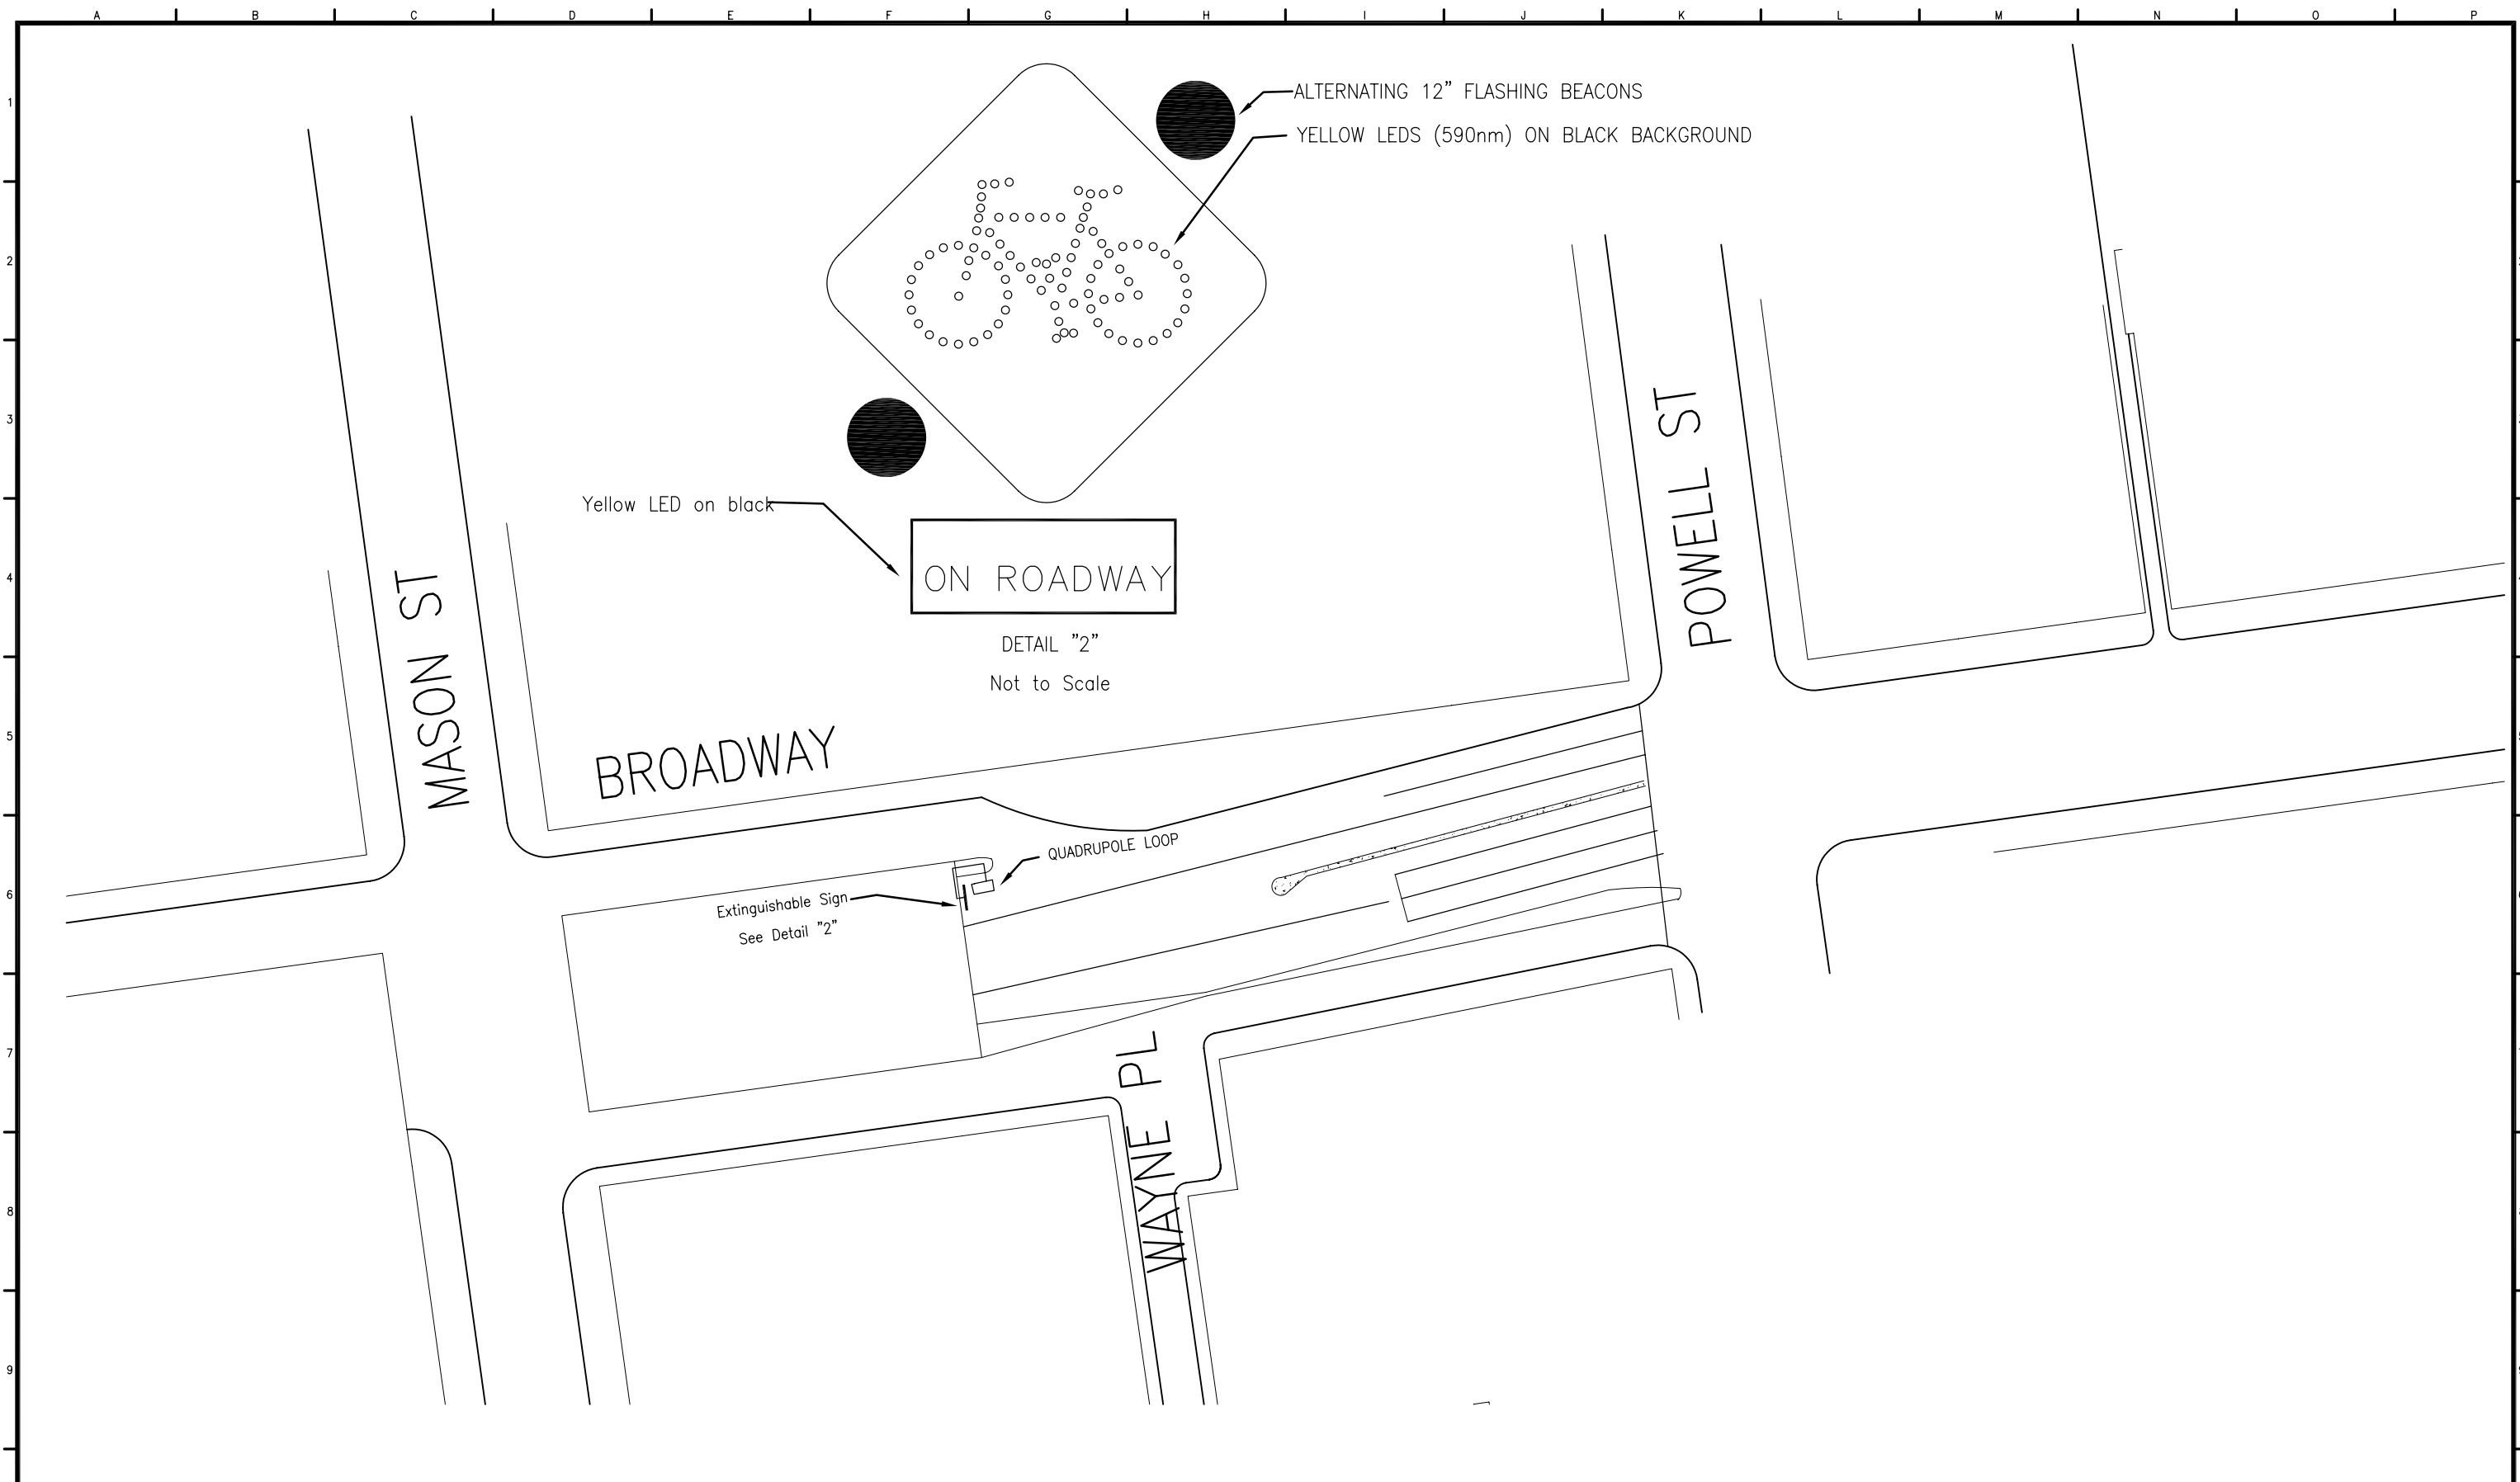 A B C D E F G H I J K L M N O P
1
ALTERNATING 12" FLASHING BEACONS
YELLOW LEDS (590nm) ON BLACK BACKGROUND
2
3
POWELL ST
Yellow LED on black
ON ROADWAY
4
MASON ST
DETAIL "2"
Not to Scale
5
BROADWAY
QUADRUPOLE LOOP
6
Extinguishable Sign
See Detail "2"
7
WAYNE PL
8
9